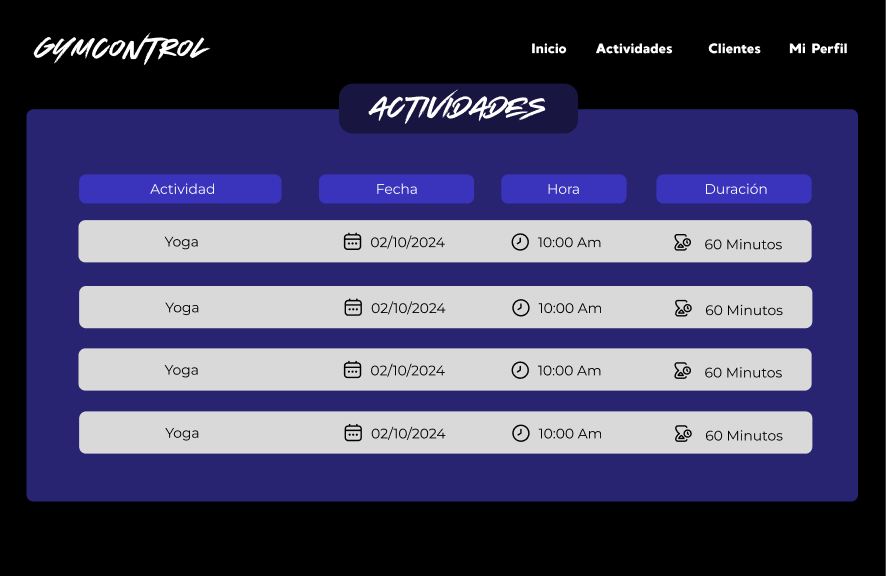 GYMCONTROL
Inicio Actividades Clientes Mi Perfil
ACTIVIDADES
Actividad Fecha Hora Duración
Yoga 02/10/2024 10:00 Am 60 Minutos
Yoga 02/10/2024 10:00 Am 60 Minutos
Yoga 02/10/2024 10:00 Am 60 Minutos
Yoga 02/10/2024 10:00 Am 60 Minutos